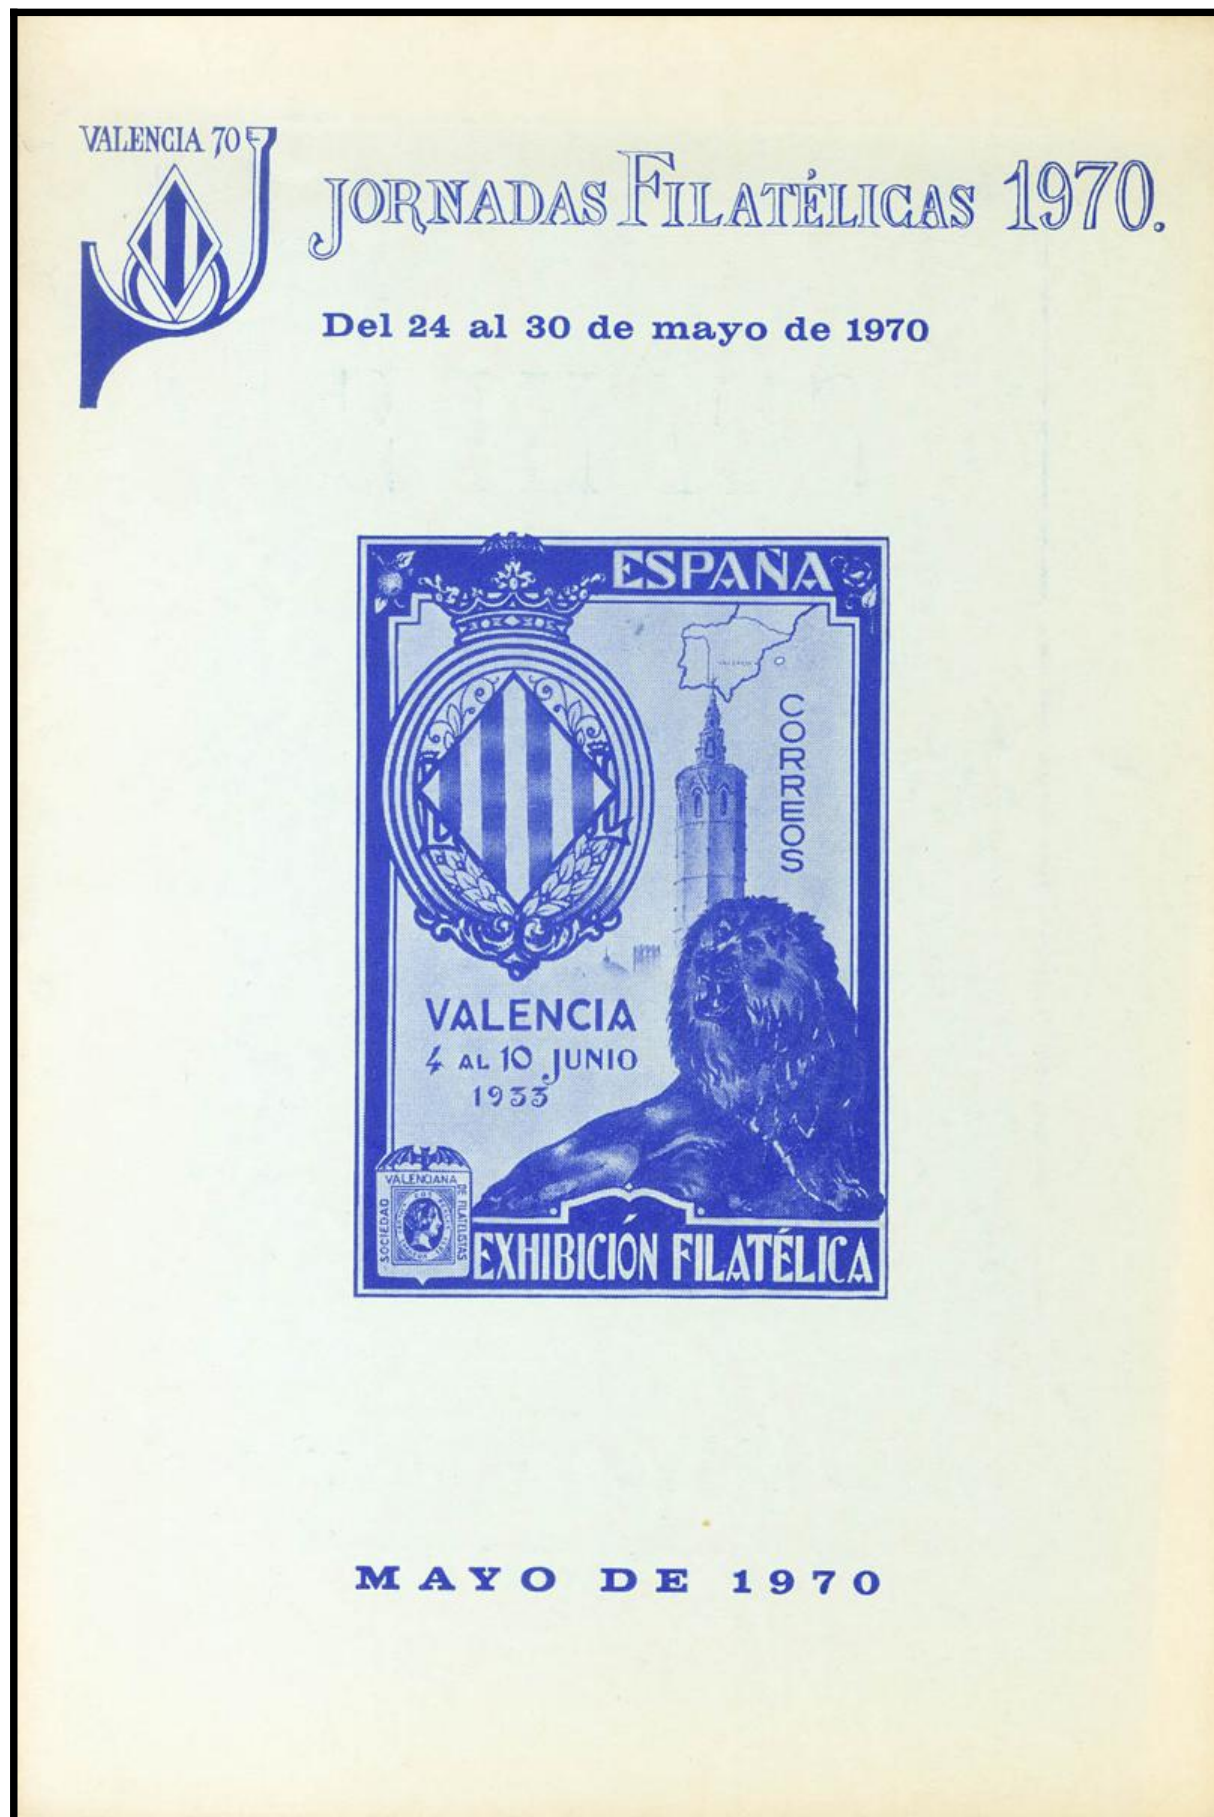 VALENCIA 70
JORNADAS FILATÉLICAS 1970.
Del 24 al 30 de mayo de 1970
ESPAÑA
VALENCIA
CORREOS
VALENCIA
4 AL 10 JUNIO
1933
SOCIEDAD
VALENCIANA
DE FILATELISTAS
EXHIBICIÓN FILATÉLICA
MAYO DE 1970